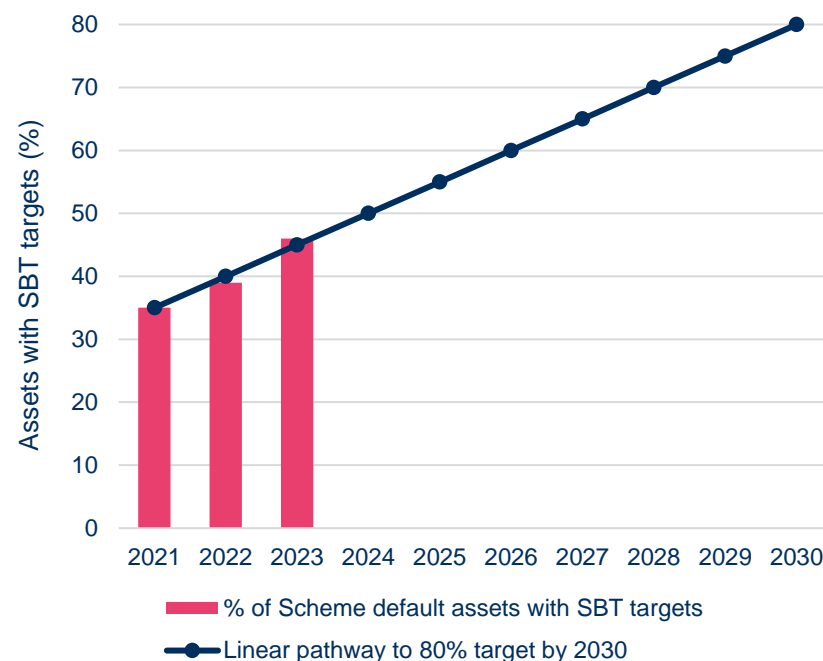 80
70
60
50
40
30
20
10
0
Assets with SBT targets (%)
2021 2022 2023 2024 2025 2026 2027 2028 2029 2030
% of Scheme default assets with SBT targets
Linear pathway to 80% target by 2030